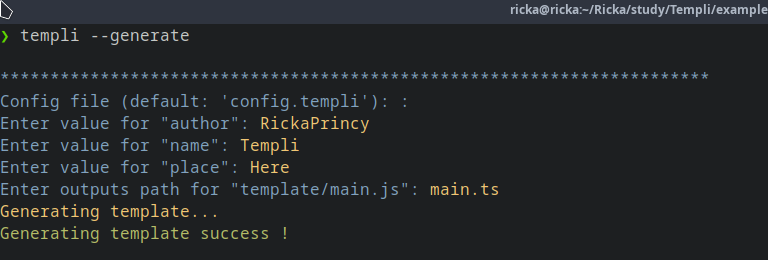 ricka@ricka:~/Ricka/study/Templi/example
❯ templi --generate
***********************************************************************
Config file (default: 'config.templi'): :
Enter value for "author": RickaPrincy
Enter value for "name": Templi
Enter value for "place": Here
Enter outputs path for "template/main.js": main.ts
Generating template...
Generating template success !